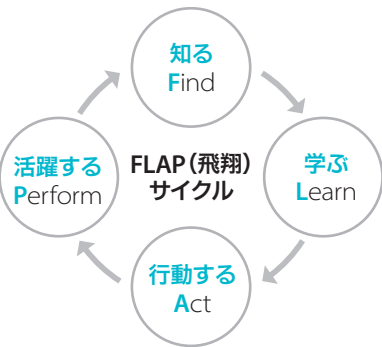 知る
Find
学ぶ
Learn
行動する
Act
活躍する
Perform
FLAP(飛翔)
サイクル